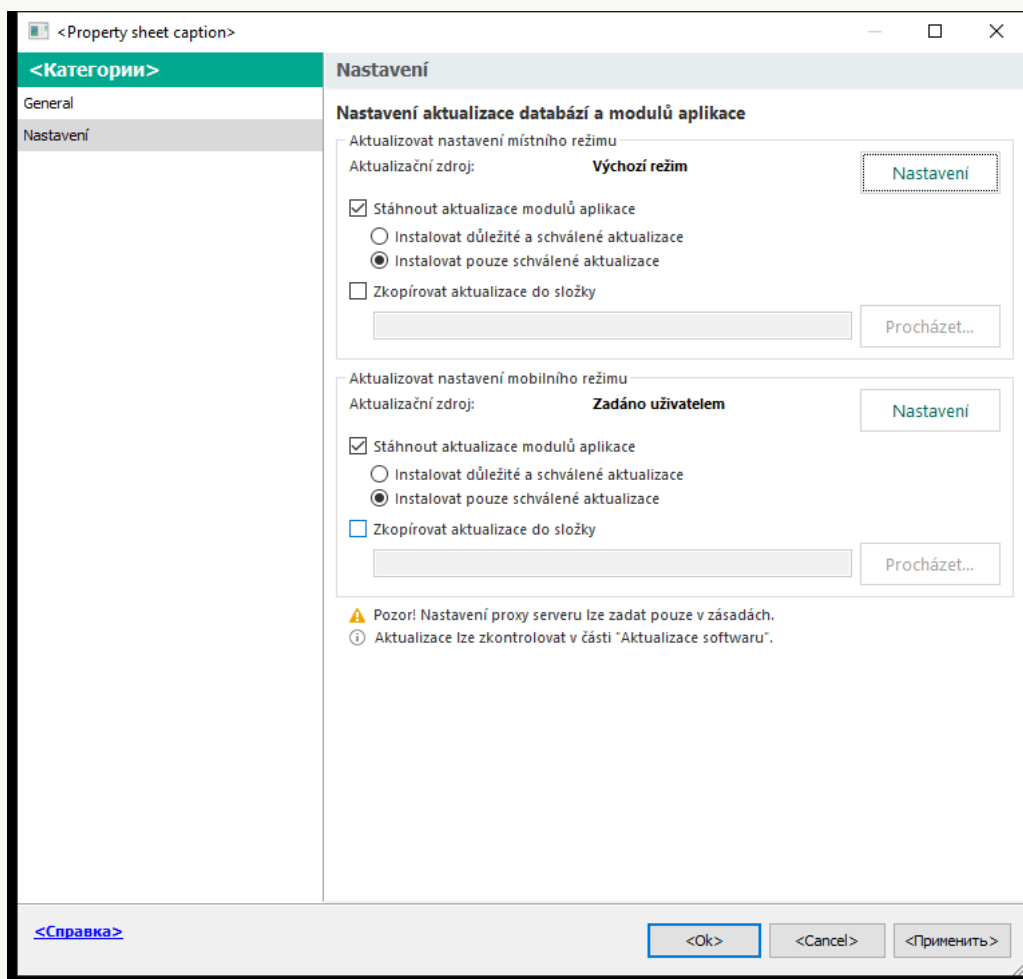 <Property sheet caption>
<Категории>
General
Nastavení
Nastavení
Nastavení aktualizace databází a modulů aplikace
Aktualizovat nastavení místního režimu
Aktualizační zdroj: Výchozí režim Nastavení
Stáhnout aktualizace modulů aplikace
Instalovat důležité a schválené aktualizace
Instalovat pouze schválené aktualizace
Zkopírovat aktualizace do složky
Procházet...
Aktualizovat nastavení mobilního režimu
Aktualizační zdroj: Zadáno uživatelem Nastavení
Stáhnout aktualizace modulů aplikace
Instalovat důležité a schválené aktualizace
Instalovat pouze schválené aktualizace
Zkopírovat aktualizace do složky
Procházet...
Pozor! Nastavení proxy serveru lze zadat pouze v zásadách.
Aktualizace lze zkontrolovat v části "Aktualizace softwaru".
<Справка>
<Ok> <Cancel> <Применить>